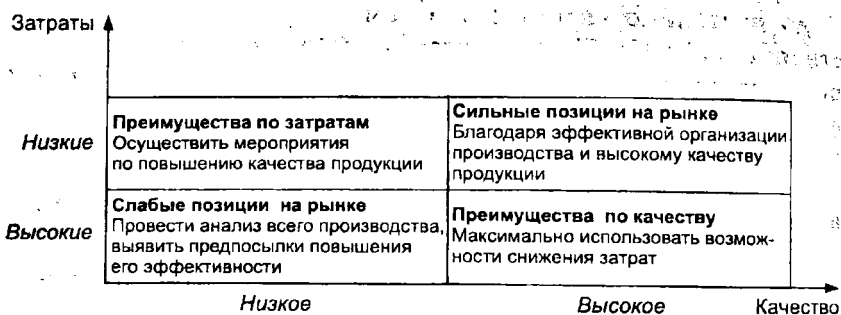 Затраты
Низкие
Преимущества по затратам
Осуществить мероприятия
по повышению качества продукции
Сильные позиции на рынке
Благодаря эффективной организации
производства и высокому качеству
продукции
Высокие
Слабые позиции на рынке
Провести анализ всего производства,
выявить предпосылки повышения
его эффективности
Преимущества по качеству
Максимально использовать возмож-
ности снижения затрат
Низкое
Высокое
Качество